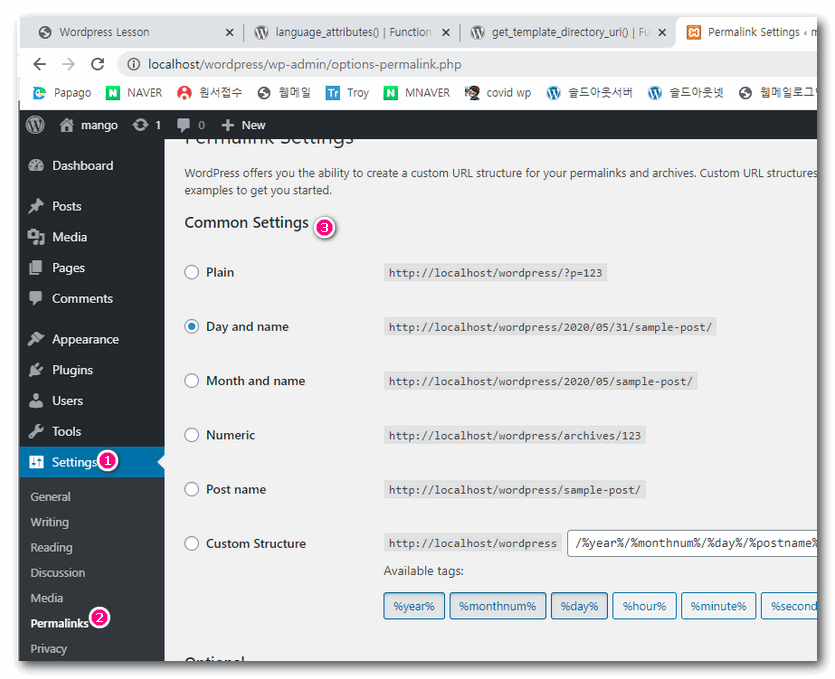 Wordpress Lesson
language_attributes() | Function
get_template_directory_uri() | Fu
Permalink Settings ‹ m
localhost/wordpress/wp-admin/options-permalink.php
Papago NAVER 원서접수 웹메일 Tr Troy MNAVER covid wp 솔드아웃서버 솔드아웃넷 웹메일로그
mango 1 0 + New
Permalink Settings
Dashboard
Posts
Media
Pages
Comments
Appearance
Plugins
Users
Tools
Settings 1
General
Writing
Reading
Discussion
Media
Permalinks 2
Privacy
WordPress offers you the ability to create a custom URL structure for your permalinks and archives. Custom URL structures
examples to get you started.
Common Settings 3
Plain http://localhost/wordpress/?p=123
Day and name http://localhost/wordpress/2020/05/31/sample-post/
Month and name http://localhost/wordpress/2020/05/sample-post/
Numeric http://localhost/wordpress/archives/123
Post name http://localhost/wordpress/sample-post/
Custom Structure http://localhost/wordpress /%year%/%monthnum%/%day%/%postname%
Available tags:
%year% %monthnum% %day% %hour% %minute% %second
Optional